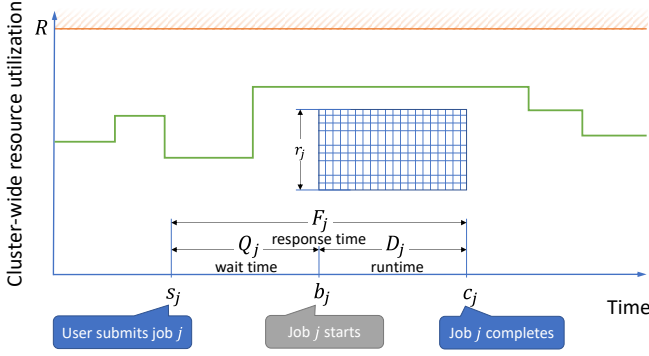 Cluster-wide resource utilization
R
r_j
F_j
response time
Q_j
D_j
wait time
runtime
s_j
b_j
c_j
Time
User submits job j
Job j starts
Job j completes